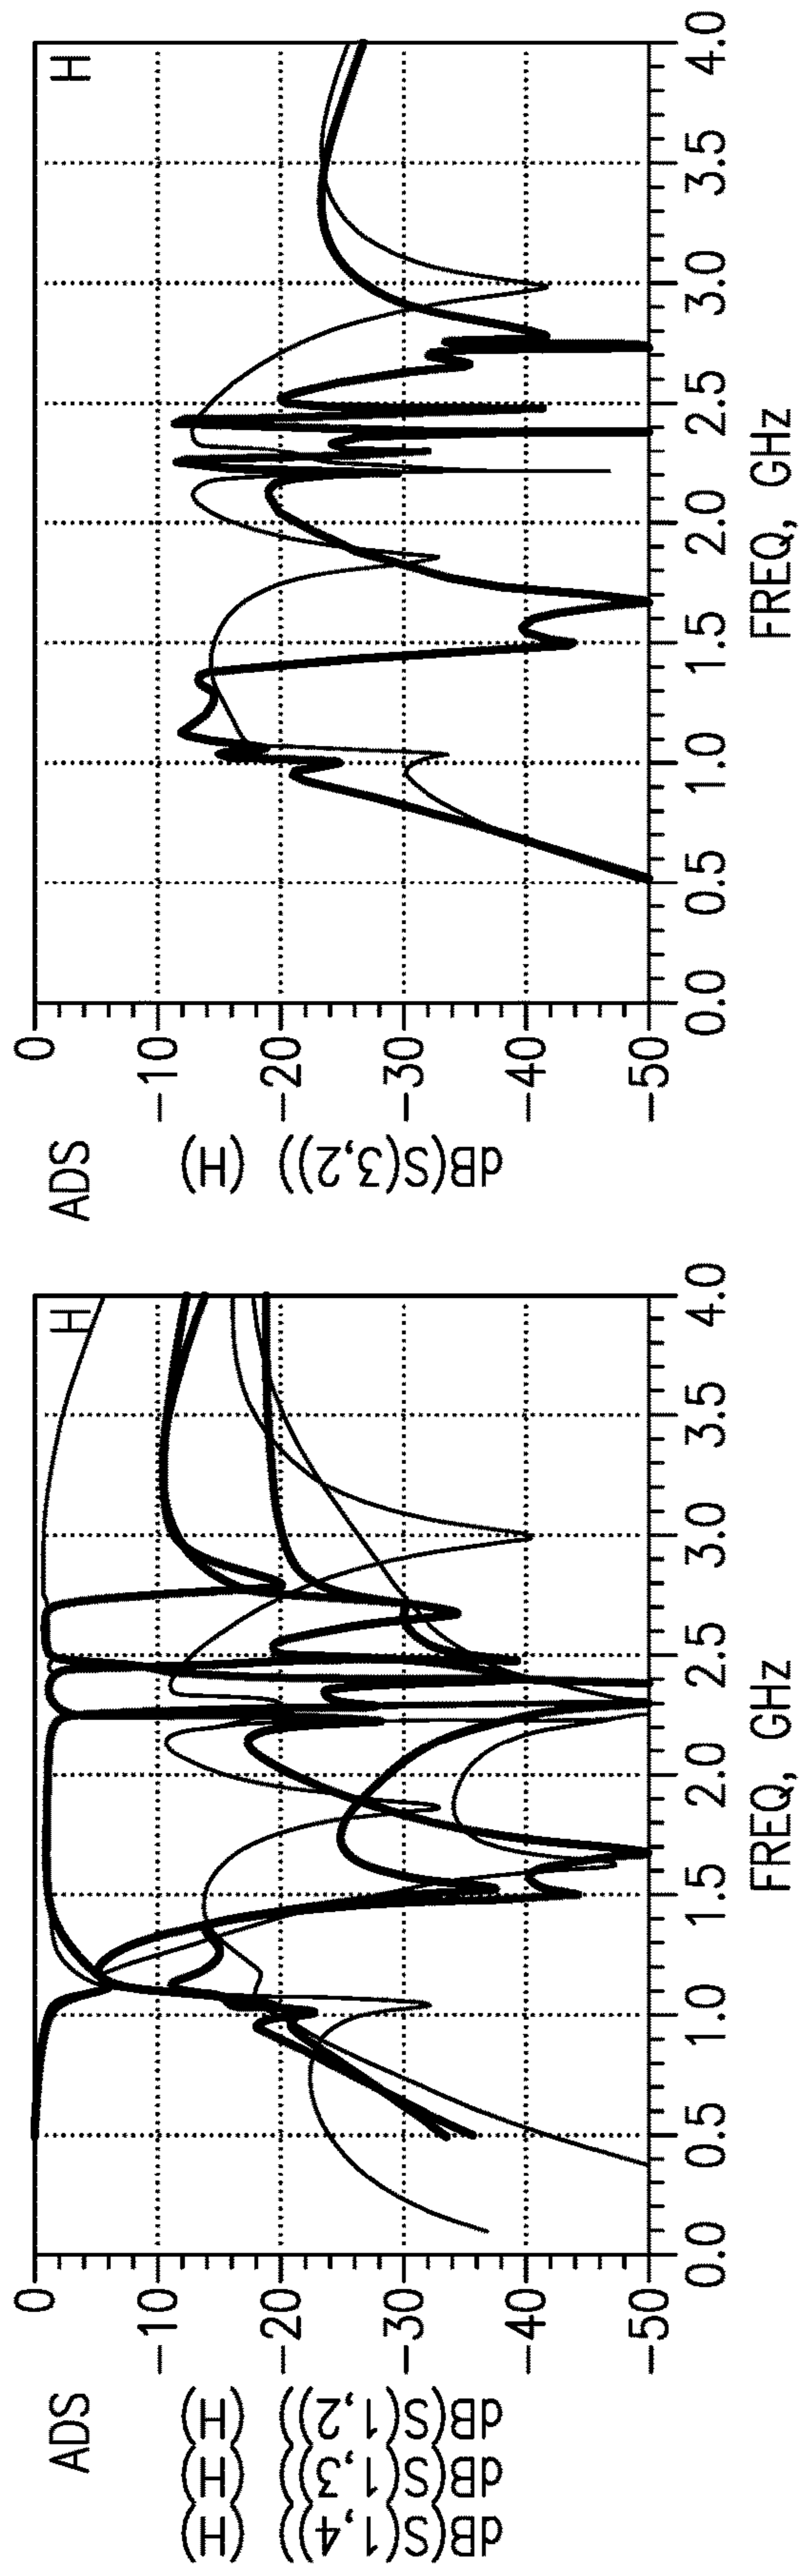 ADS
dB(S(1,4)) (H)
dB(S(1,3)) (H)
dB(S(1,2)) (H)
H
0
−10
−20
−30
−40
−50
0.0 0.5 1.0 1.5 2.0 2.5 3.0 3.5 4.0
FREQ, GHz
ADS
dB(S(3,2)) (H)
H
0
−10
−20
−30
−40
−50
0.0 0.5 1.0 1.5 2.0 2.5 3.0 3.5 4.0
FREQ, GHz